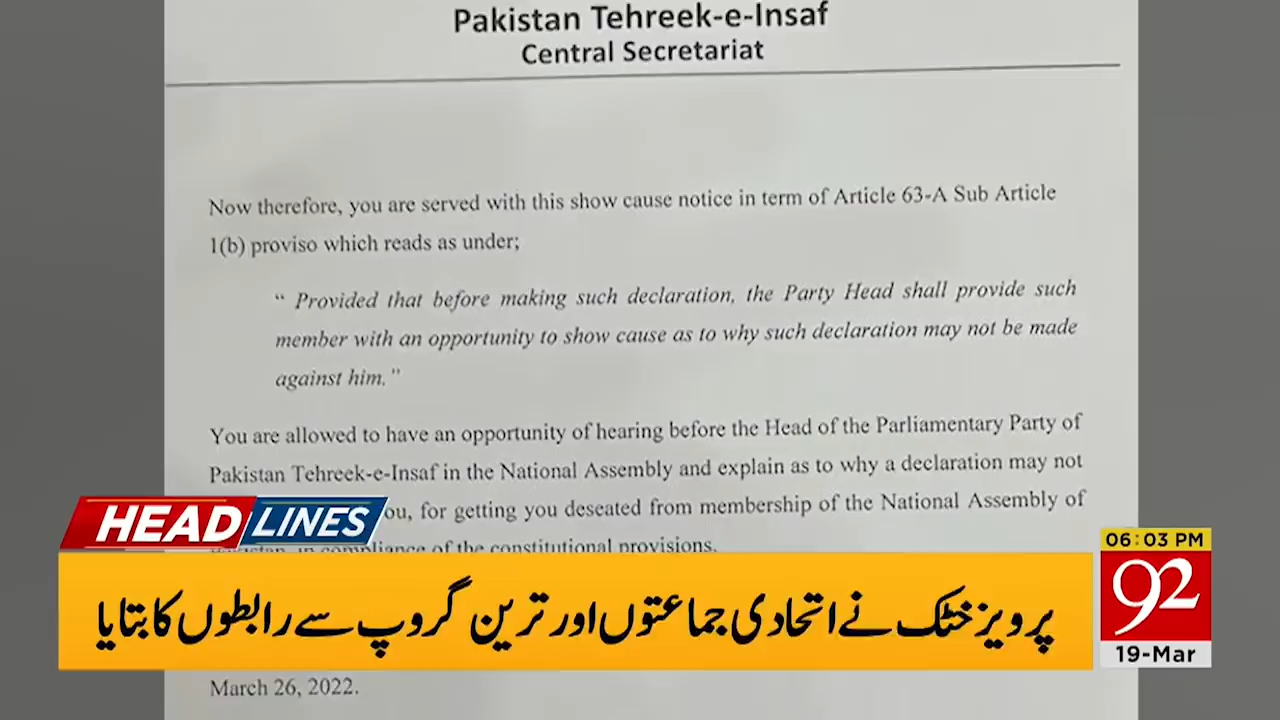 Pakistan Tehreek-e-Insaf
Central Secretariat
Now therefore, you are served with this show cause notice in term of Article 63-A Sub Article
1(b) proviso which reads as under;
“ Provided that before making such declaration, the Party Head shall provide such
member with an opportunity to show cause as to why such declaration may not be made
against him.”
You are allowed to have an opportunity of hearing before the Head of the Parliamentary Party of
Pakistan Tehreek-e-Insaf in the National Assembly and explain as to why a declaration may not
ou, for getting you deseated from membership of the National Assembly of
in compliance of the constitutional provisions.
HEADLINES
06:03 PM
92
پرویز خٹک نے اتحادی جماعتوں اور ترین گروپ سے رابطوں کا بتایا
19-Mar
March 26, 2022.